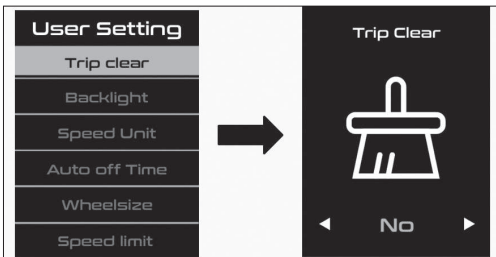 User Setting
Trip clear
Backlight
Speed Unit
Auto off Time
Wheelsize
Speed limit
Trip Clear
No